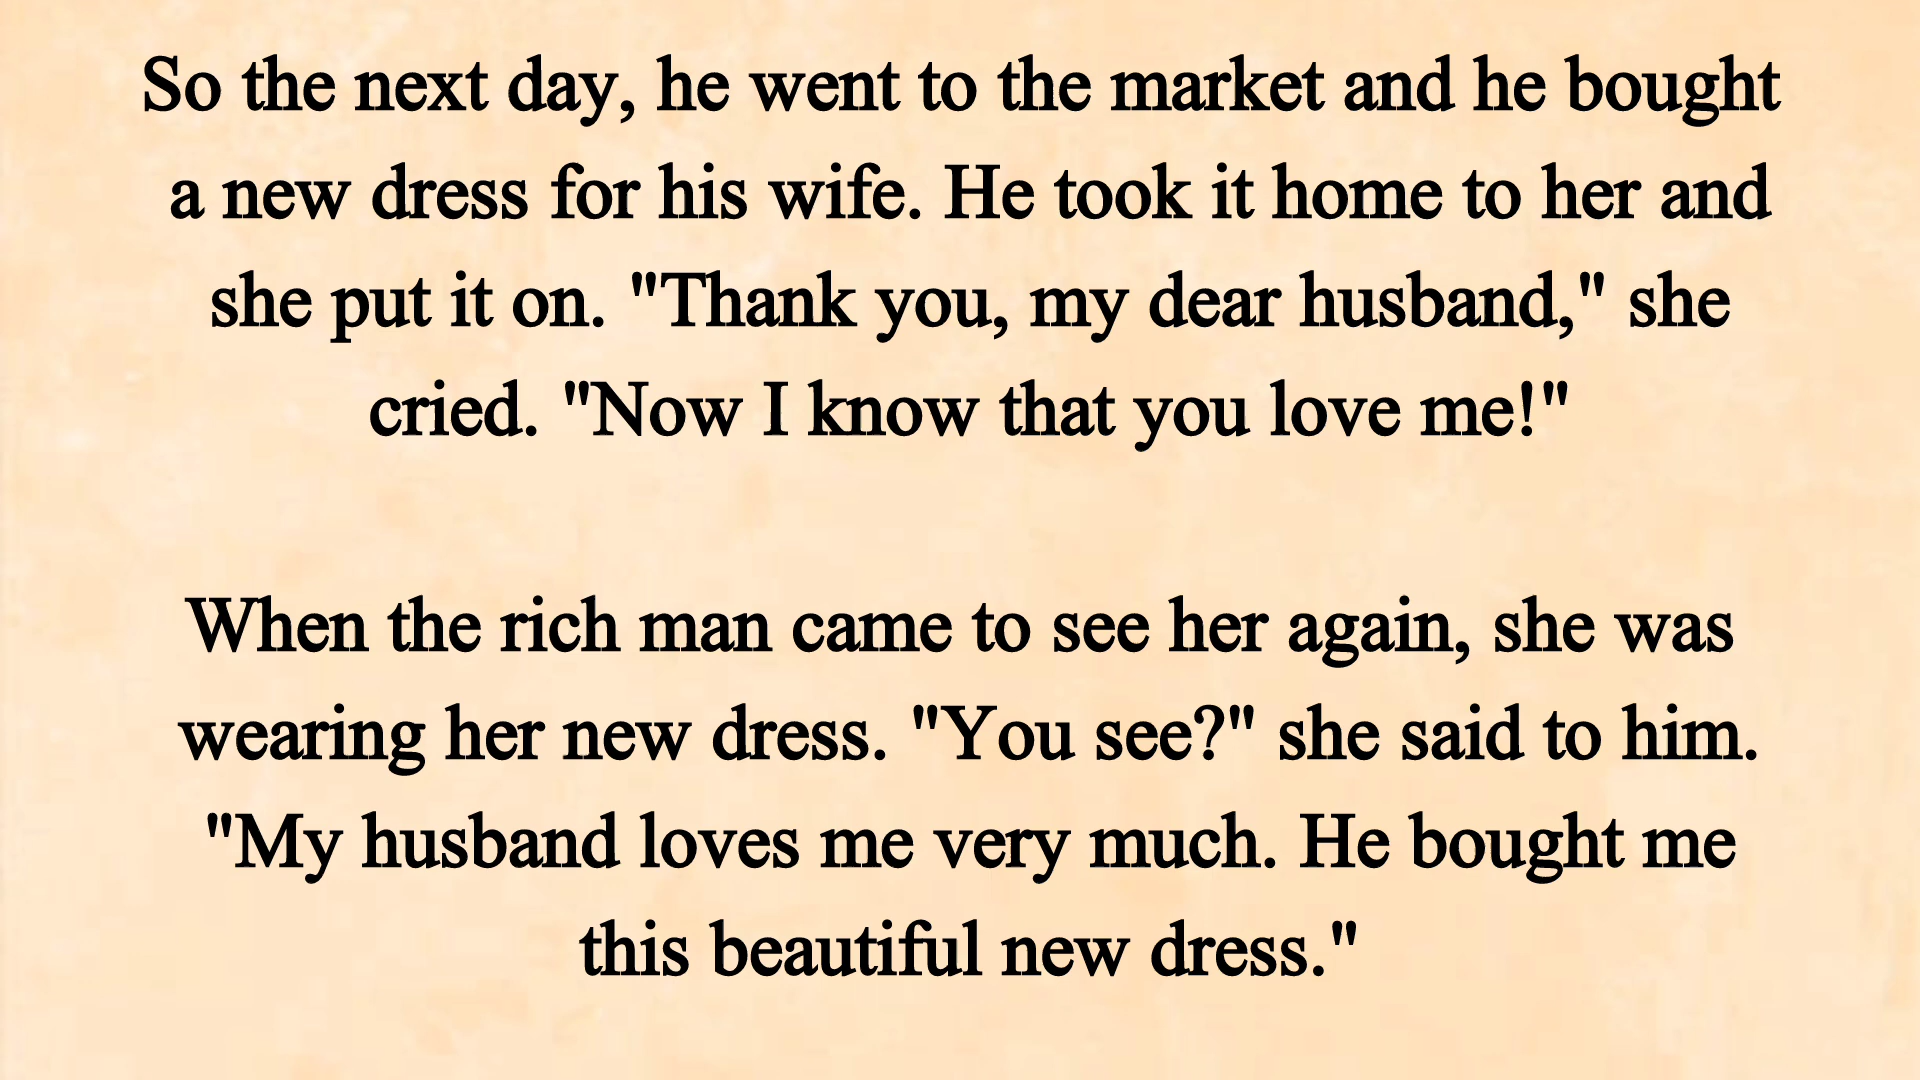 So the next day, he went to the market and he bought
a new dress for his wife. He took it home to her and
she put it on. "Thank you, my dear husband," she
cried. "Now I know that you love me!"
When the rich man came to see her again, she was
wearing her new dress. "You see?" she said to him.
"My husband loves me very much. He bought me
this beautiful new dress."